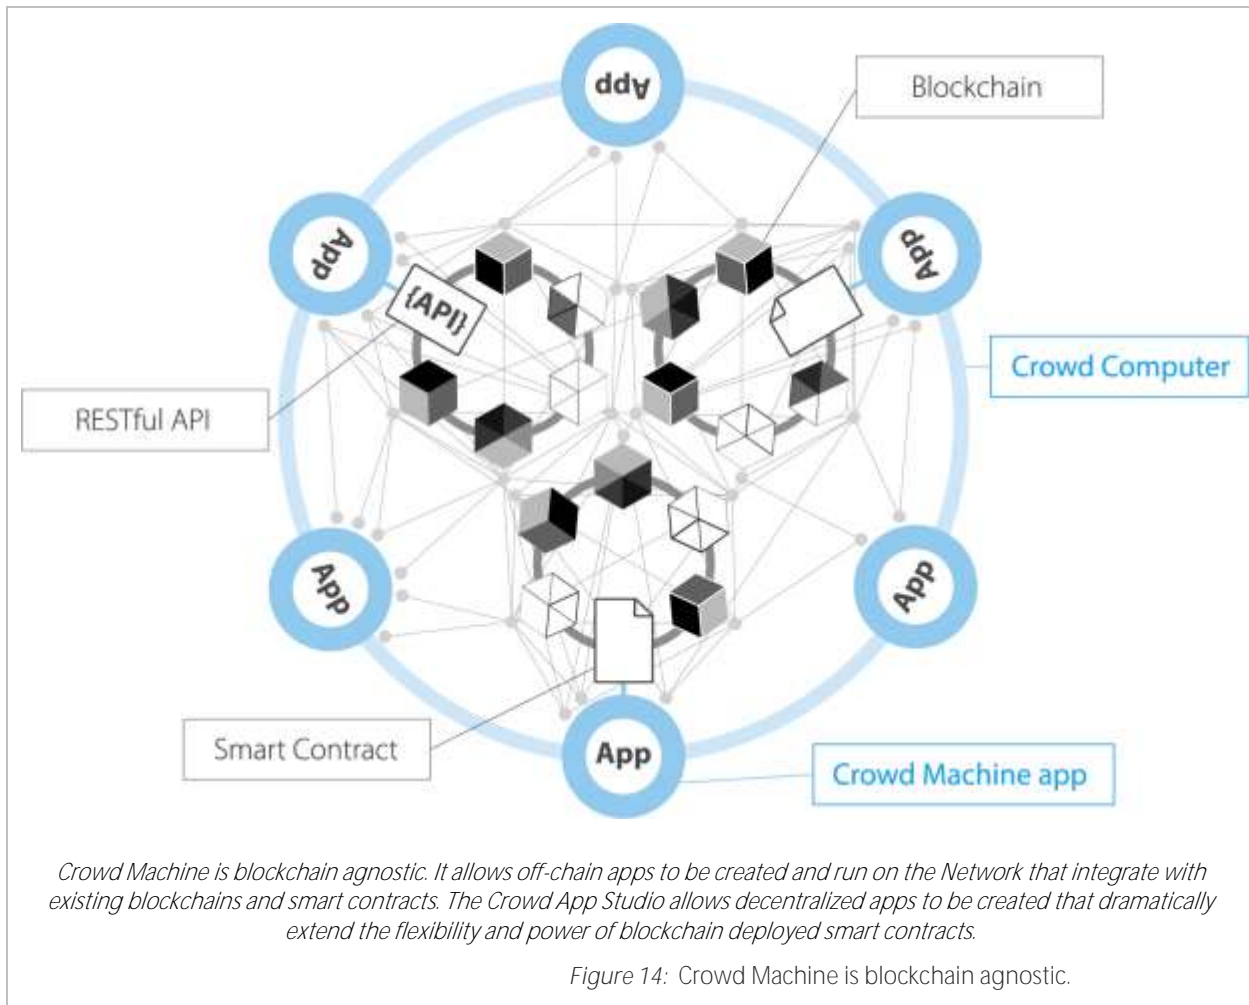 App
Blockchain
App
App
{API}
Crowd Computer
RESTful API
App
App
Smart Contract
App
Crowd Machine app
Crowd Machine is blockchain agnostic. It allows off-chain apps to be created and run on the Network that integrate with
existing blockchains and smart contracts. The Crowd App Studio allows decentralized apps to be created that dramatically
extend the flexibility and power of blockchain deployed smart contracts.
Figure 14: Crowd Machine is blockchain agnostic.